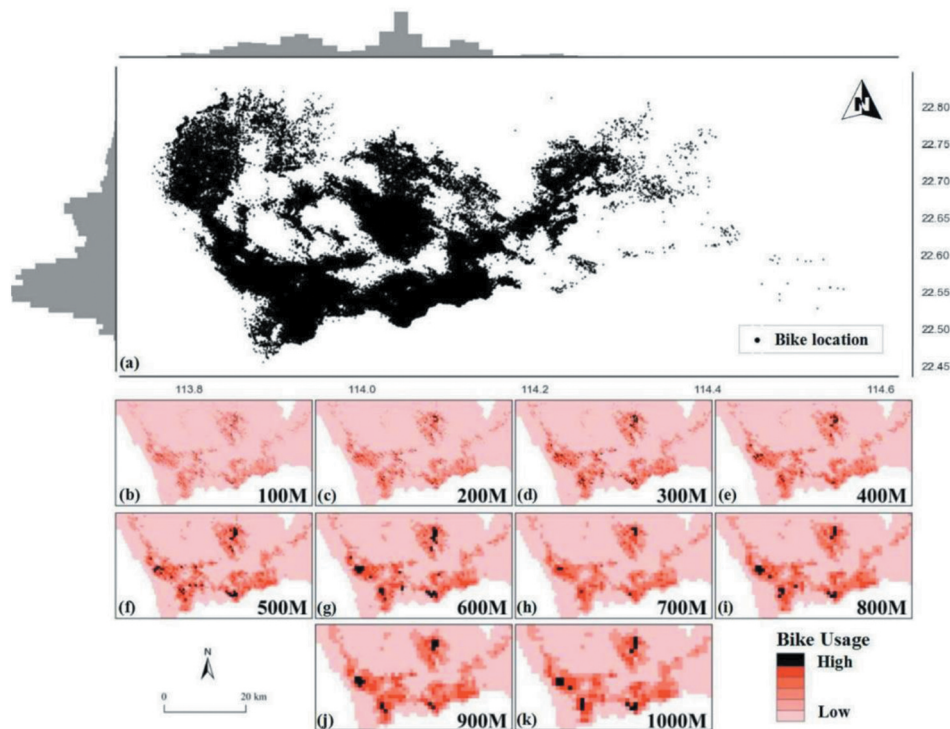 N
22.80
22.75
22.70
22.65
22.60
22.55
22.50
22.45
Bike location
(a)
113.8 114.0 114.2 114.4 114.6
(b) 100M (c) 200M (d) 300M (e) 400M
(f) 500M (g) 600M (h) 700M (i) 800M
N
0 20 km
(j) 900M (k) 1000M
Bike Usage
High
Low